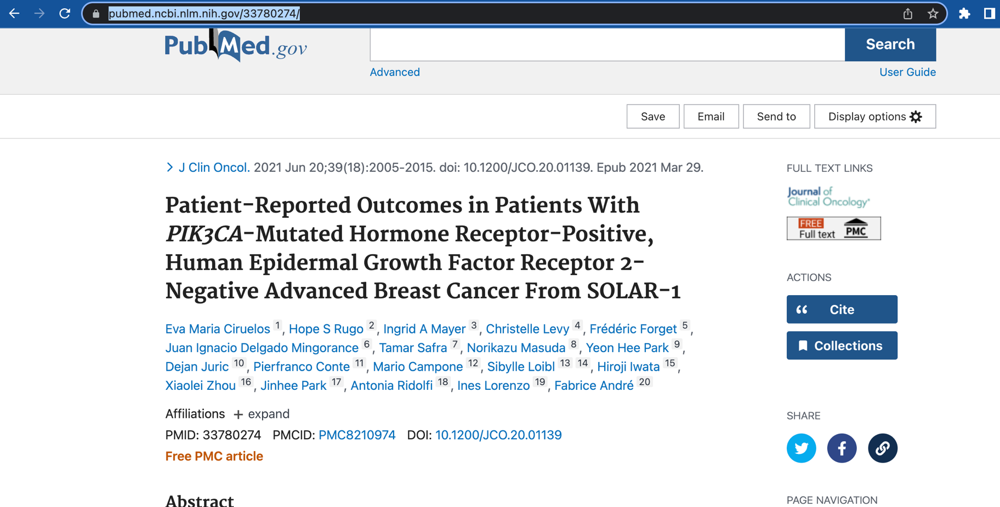 pubmed.ncbi.nlm.nih.gov/33780274/
PubMed.gov
Search
Advanced
User Guide
Save
Email
Send to
Display options
J Clin Oncol. 2021 Jun 20;39(18):2005-2015. doi: 10.1200/JCO.20.01139. Epub 2021 Mar 29.
Patient-Reported Outcomes in Patients With
PIK3CA-Mutated Hormone Receptor-Positive,
Human Epidermal Growth Factor Receptor 2-
Negative Advanced Breast Cancer From SOLAR-1
Eva Maria Ciruelos 1, Hope S Rugo 2, Ingrid A Mayer 3, Christelle Levy 4, Frédéric Forget 5,
Juan Ignacio Delgado Mingorance 6, Tamar Safra 7, Norikazu Masuda 8, Yeon Hee Park 9,
Dejan Juric 10, Pierfranco Conte 11, Mario Campone 12, Sibylle Loibl 13 14, Hiroji Iwata 15,
Xiaolei Zhou 16, Jinhee Park 17, Antonia Ridolfi 18, Ines Lorenzo 19, Fabrice André 20
Affiliations + expand
PMID: 33780274 PMCID: PMC8210974 DOI: 10.1200/JCO.20.01139
Free PMC article
Abstract
FULL TEXT LINKS
Journal of
Clinical Oncology
FREE
Full text
PMC
ACTIONS
Cite
Collections
SHARE
PAGE NAVIGATION